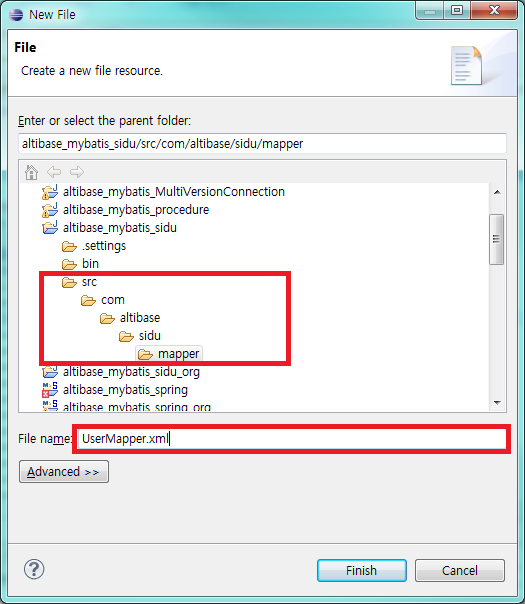 New File
File
Create a new file resource.
Enter or select the parent folder:
altibase_mybatis_sidu/src/com/altibase/sidu/mapper
altibase_mybatis_MultiVersionConnection
altibase_mybatis_procedure
altibase_mybatis_sidu
.settings
bin
src
com
altibase
sidu
mapper
altibase_mybatis_sidu_org
altibase_mybatis_spring
altibase_mybatis_spring_org
File name: UserMapper.xml
Advanced >>
Finish Cancel